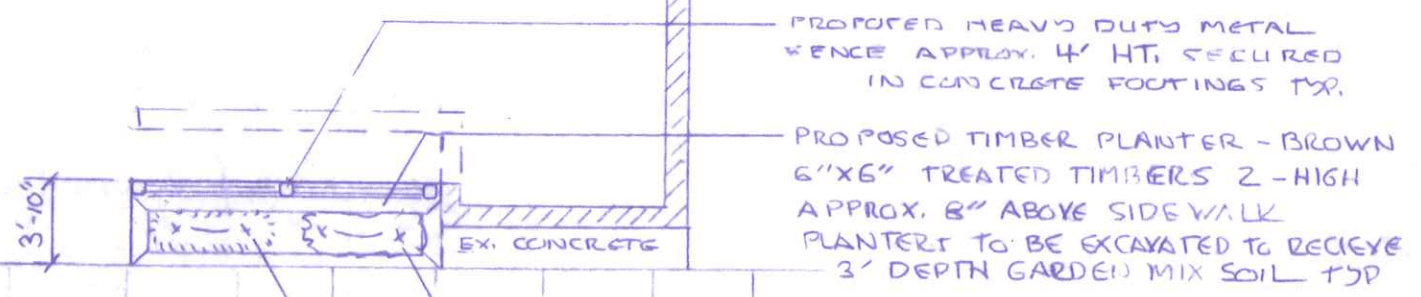 PROPOSED HEAVY DUTY METAL
FENCE APPROX. 4' HT. SECURED
IN CONCRETE FOOTINGS TYP.
PROPOSED TIMBER PLANTER - BROWN
6"X6" TREATED TIMBERS 2-HIGH
APPROX. 8" ABOVE SIDEWALK
PLANTERS TO BE EXCAVATED TO RECIEVE
3' DEPTH GARDEN MIX SOIL TYP
3'-10"
EX. CONCRETE